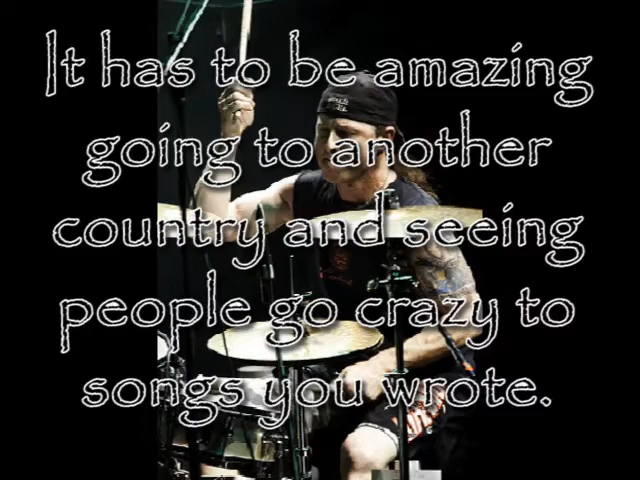 It has to be amazing
going to another
country and seeing
people go crazy to
songs you wrote.